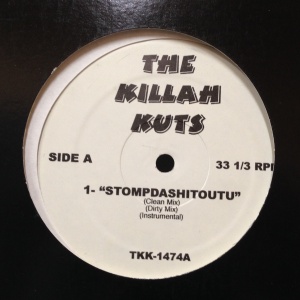 THE
KILLAH
KUTS
SIDE A
33 1/3 RPM
1- "STOMPDASHITOUTU"
(Clean Mix)
(Dirty Mix)
(Instrumental)
TKK-1474A